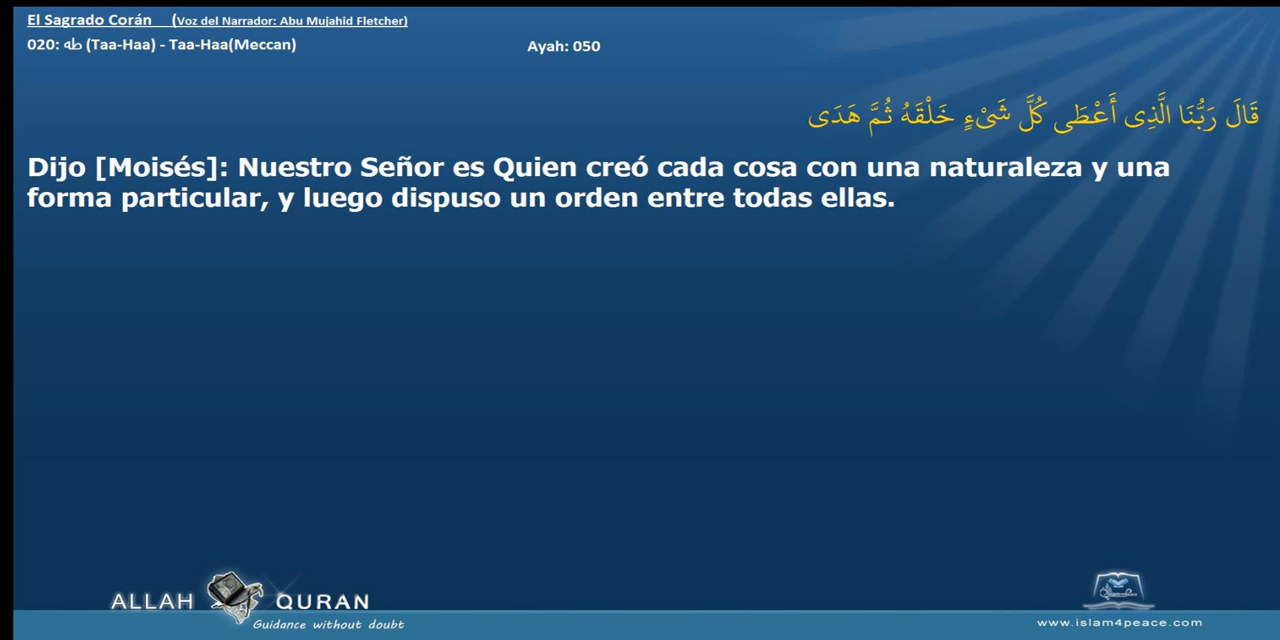 El Sagrado Corán (Voz del Narrador: Abu Mujahid Fletcher)
020: طه (Taa-Haa) - Taa-Haa(Meccan) Ayah: 050
قَالَ رَبُّنَا الَّذِى أَعْطَى كُلَّ شَىْءٍ خَلْقَهُ ثُمَّ هَدَى
Dijo [Moisés]: Nuestro Señor es Quien creó cada cosa con una naturaleza y una
forma particular, y luego dispuso un orden entre todas ellas.
ALLAH QURAN
Guidance without doubt
www.islam4peace.com